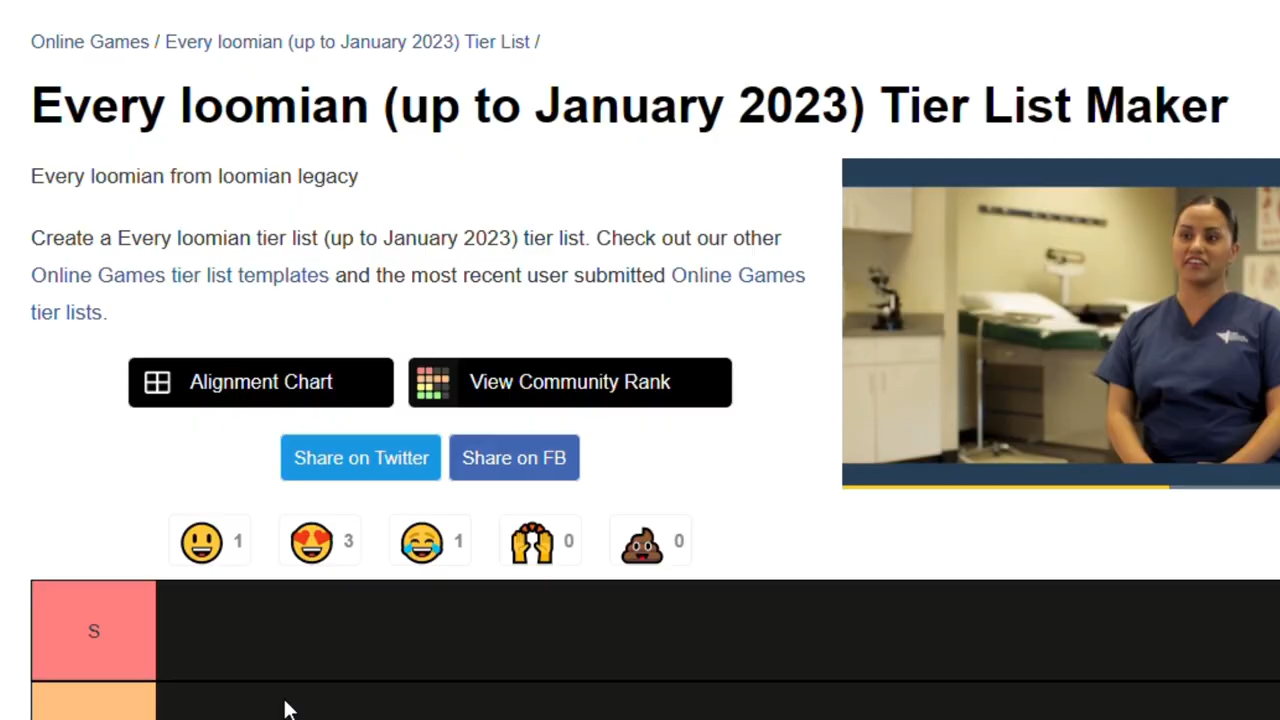 Online Games / Every loomian (up to January 2023) Tier List /
Every loomian (up to January 2023) Tier List Maker
Every loomian from loomian legacy
Create a Every loomian tier list (up to January 2023) tier list. Check out our other
Online Games tier list templates and the most recent user submitted Online Games
tier lists.
Alignment Chart
View Community Rank
Share on Twitter
Share on FB
1
3
1
0
0
S